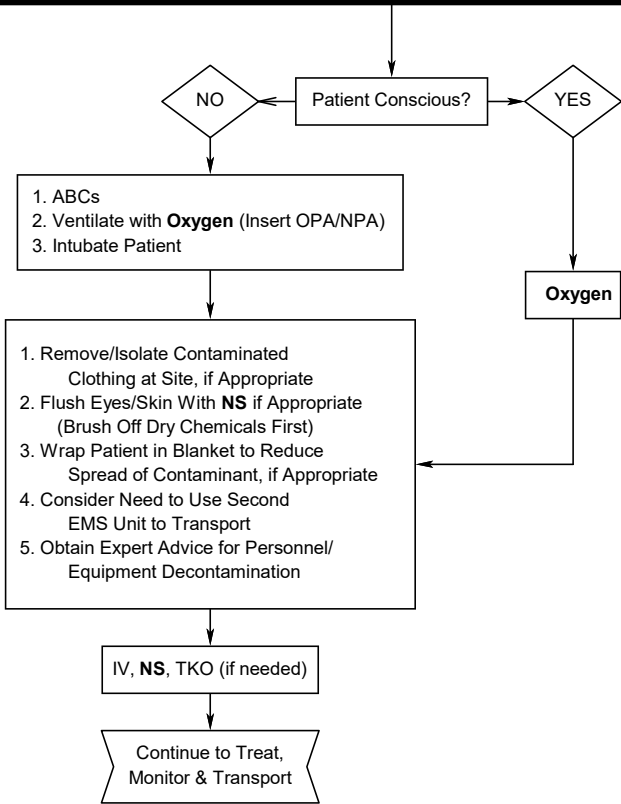 NO
Patient Conscious?
YES
1. ABCs
2. Ventilate with Oxygen (Insert OPA/NPA)
3. Intubate Patient
Oxygen
1. Remove/Isolate Contaminated
Clothing at Site, if Appropriate
2. Flush Eyes/Skin With NS if Appropriate
(Brush Off Dry Chemicals First)
3. Wrap Patient in Blanket to Reduce
Spread of Contaminant, if Appropriate
4. Consider Need to Use Second
EMS Unit to Transport
5. Obtain Expert Advice for Personnel/
Equipment Decontamination
IV, NS, TKO (if needed)
Continue to Treat,
Monitor & Transport